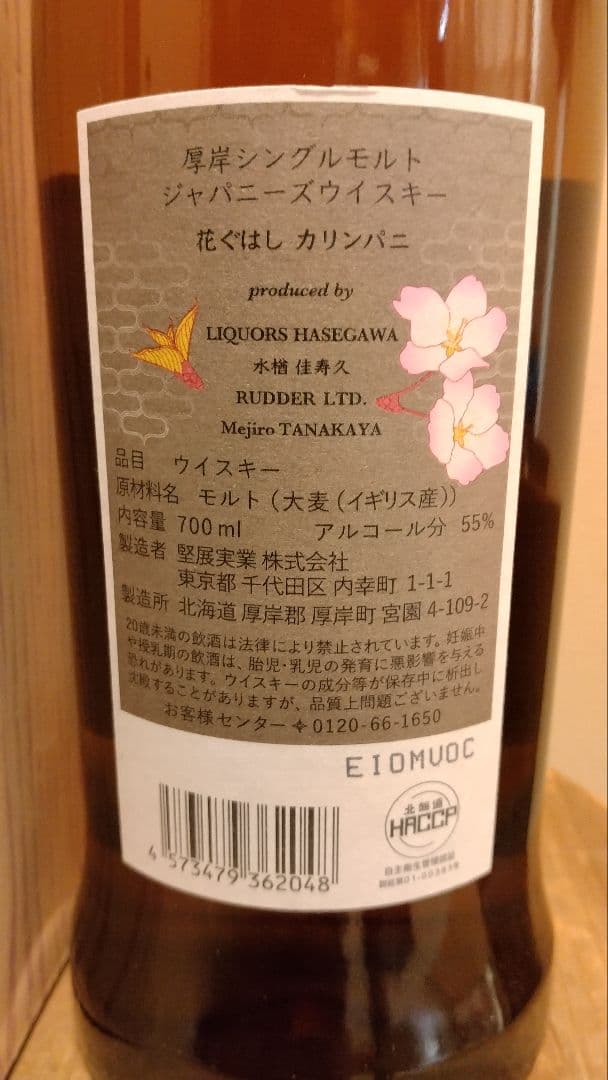 厚岸シングルモルト
ジャパニーズウイスキー
花ぐはし カリンパニ
produced by
LIQUORS HASEGAWA
水楢 佳寿久
RUDDER LTD.
Mejiro TANAKAYA
品目 ウイスキー
原材料名 モルト（大麦（イギリス産））
内容量 700ml アルコール分 55%
製造者 堅展実業 株式会社
東京都 千代田区 内幸町 1-1-1
製造所 北海道 厚岸郡 厚岸町 宮園 4-109-2
20歳未満の飲酒は法律により禁止されています。妊娠中
や授乳期の飲酒は、胎児・乳児の発育に悪影響を与える
恐れがあります。ウイスキーの成分等が保存中に析出し
沈殿することがありますが、品質上問題ございません。
お客様センター 0120-66-1650
EIOMVOC
北海道
HACCP
自主衛生管理認証
4 573479 362048